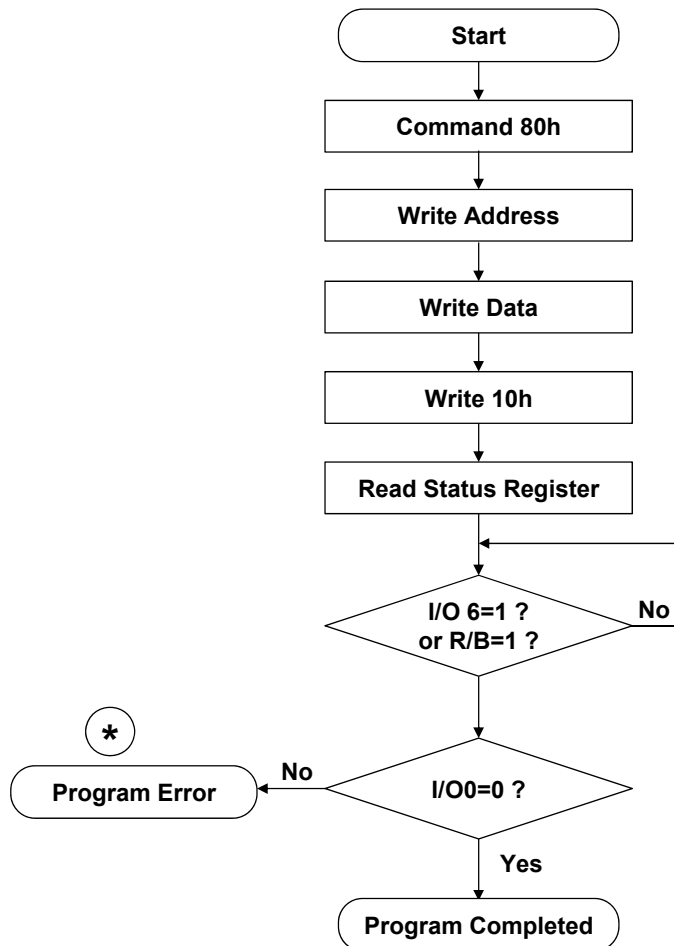 Start
Command 80h
Write Address
Write Data
Write 10h
Read Status Register
I/O 6=1 ?
or R/B=1 ?
No
*
Program Error
No
I/O0=0 ?
Yes
Program Completed